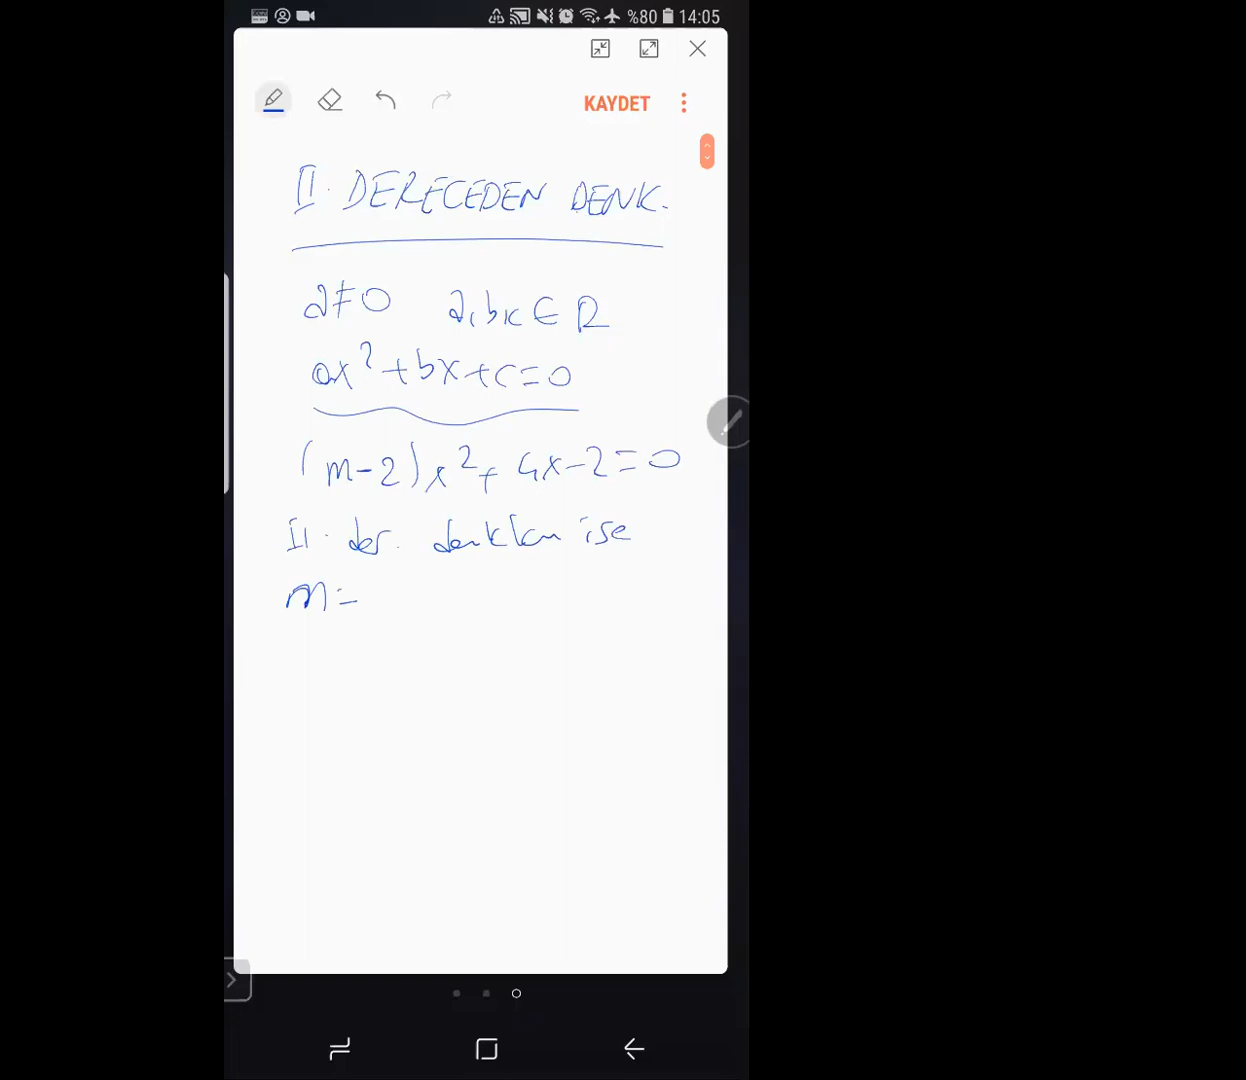 %80 14:05
KAYDET
II. DERECEDEN DENK.
a≠0 a,b,c ∈ R
ax²+bx+c=0
(m-2)x²+4x-2=0
II. der. denklem ise
m=